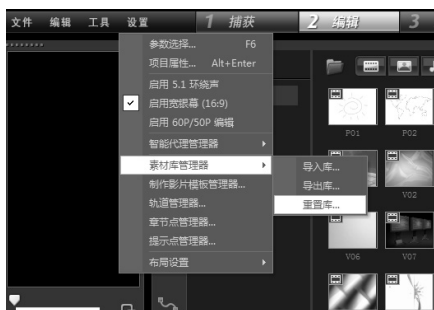 文件 编辑 工具 设置 1 捕获 2 编辑 3
参数选择... F6
项目属性... Alt+Enter
启用 5.1 环绕声
启用宽银幕 (16:9)
启用 60P/50P 编辑
智能代理管理器
素材库管理器
导入库...
制作影片模板管理器...
导出库...
轨道管理器...
重置库...
章节点管理器...
提示点管理器...
布局设置
P01 P02
V02
V06 V07